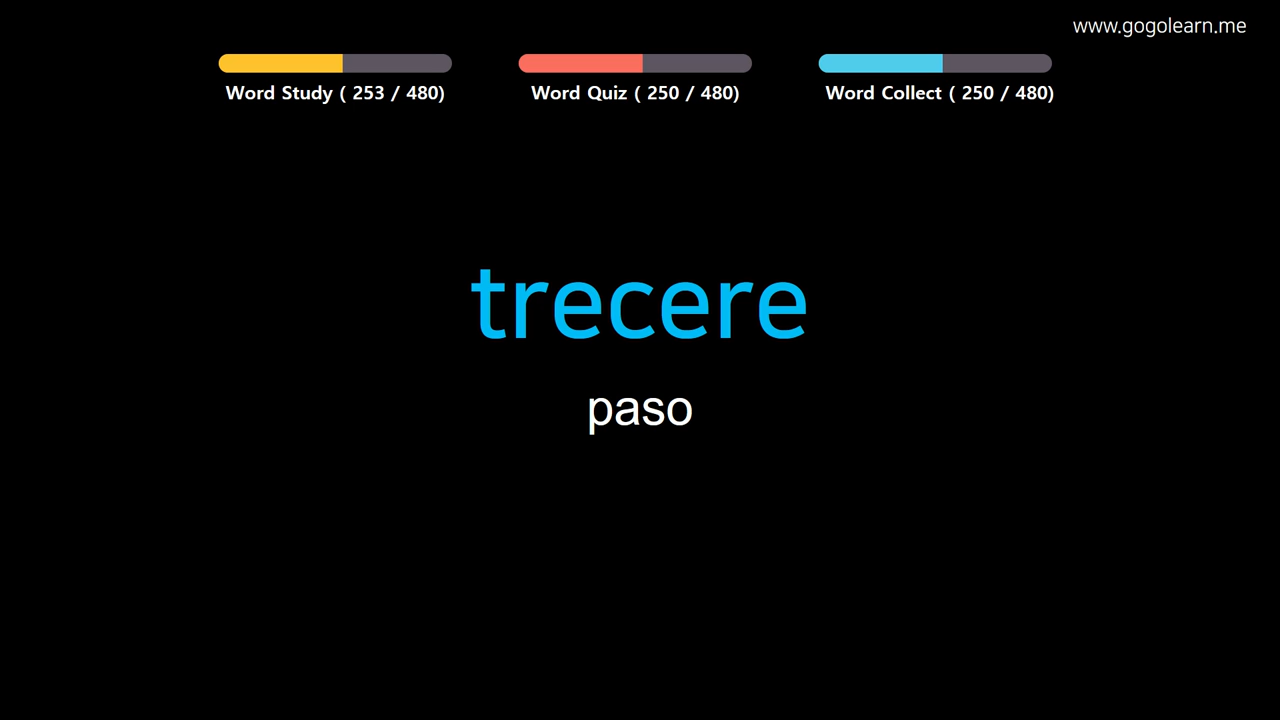 www.gogolearn.me
Word Study ( 253 / 480)
Word Quiz ( 250 / 480)
Word Collect ( 250 / 480)
trecere
paso